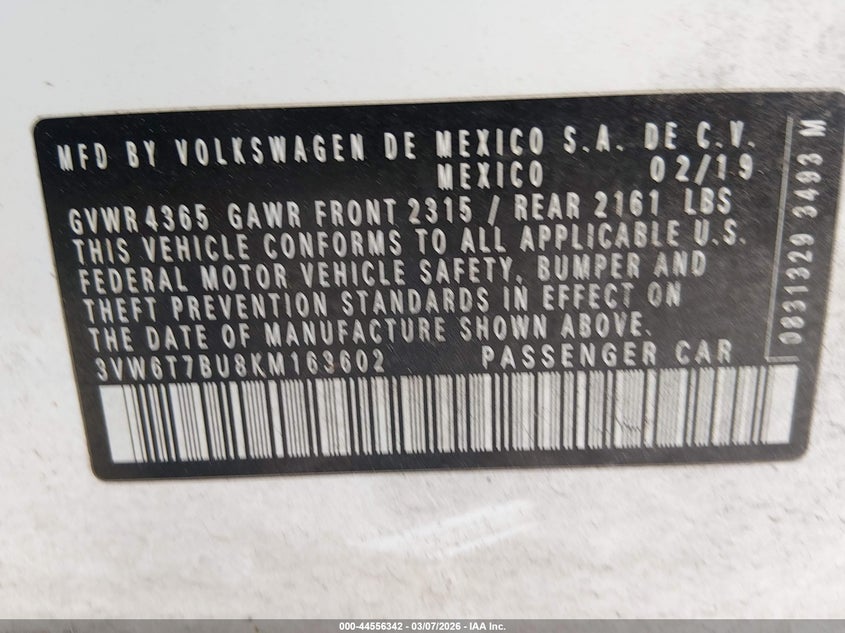 MFD BY VOLKSWAGEN DE MEXICO S.A. DE C.V.
MEXICO 02/19
GVWR 4365 GAWR FRONT 2315 / REAR 2161 LBS
THIS VEHICLE CONFORMS TO ALL APPLICABLE U.S.
FEDERAL MOTOR VEHICLE SAFETY, BUMPER AND
THEFT PREVENTION STANDARDS IN EFFECT ON
THE DATE OF MANUFACTURE SHOWN ABOVE.
3VW6T7BU8KM163602 PASSENGER CAR
0831329 3493 M
000-44556342 | 03/07/2026 – IAA Inc.